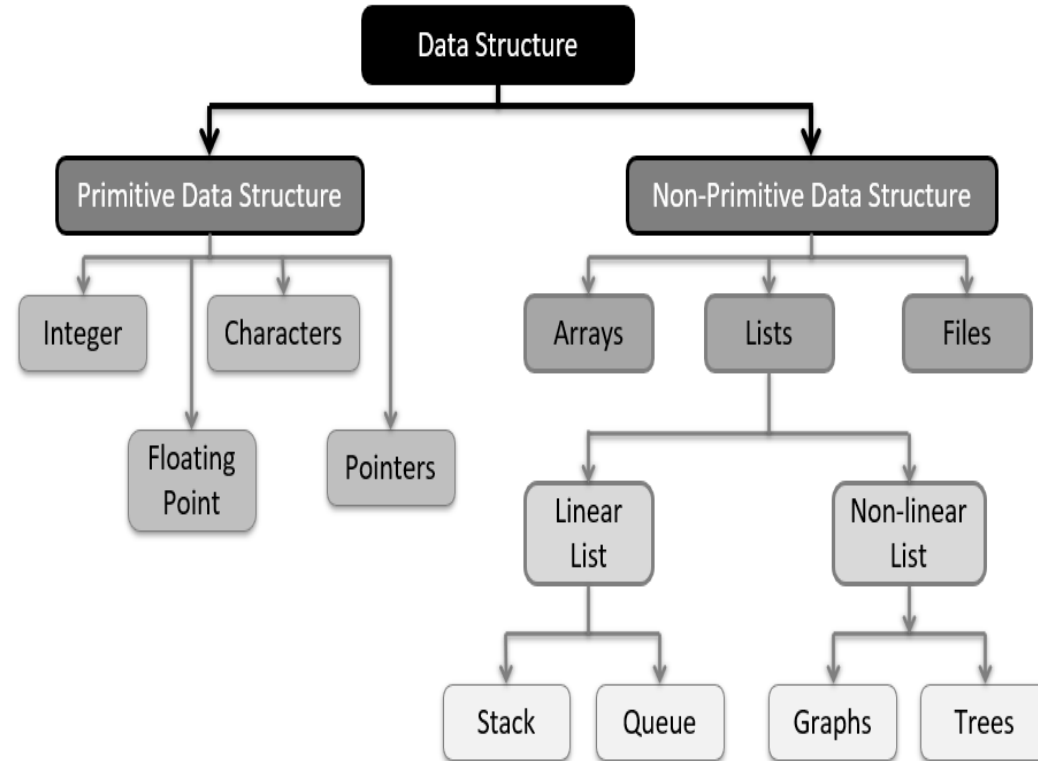 Data Structure
Primitive Data Structure
Non-Primitive Data Structure
Integer
Characters
Arrays
Lists
Files
Floating
Point
Pointers
Linear
List
Non-linear
List
Stack
Queue
Graphs
Trees